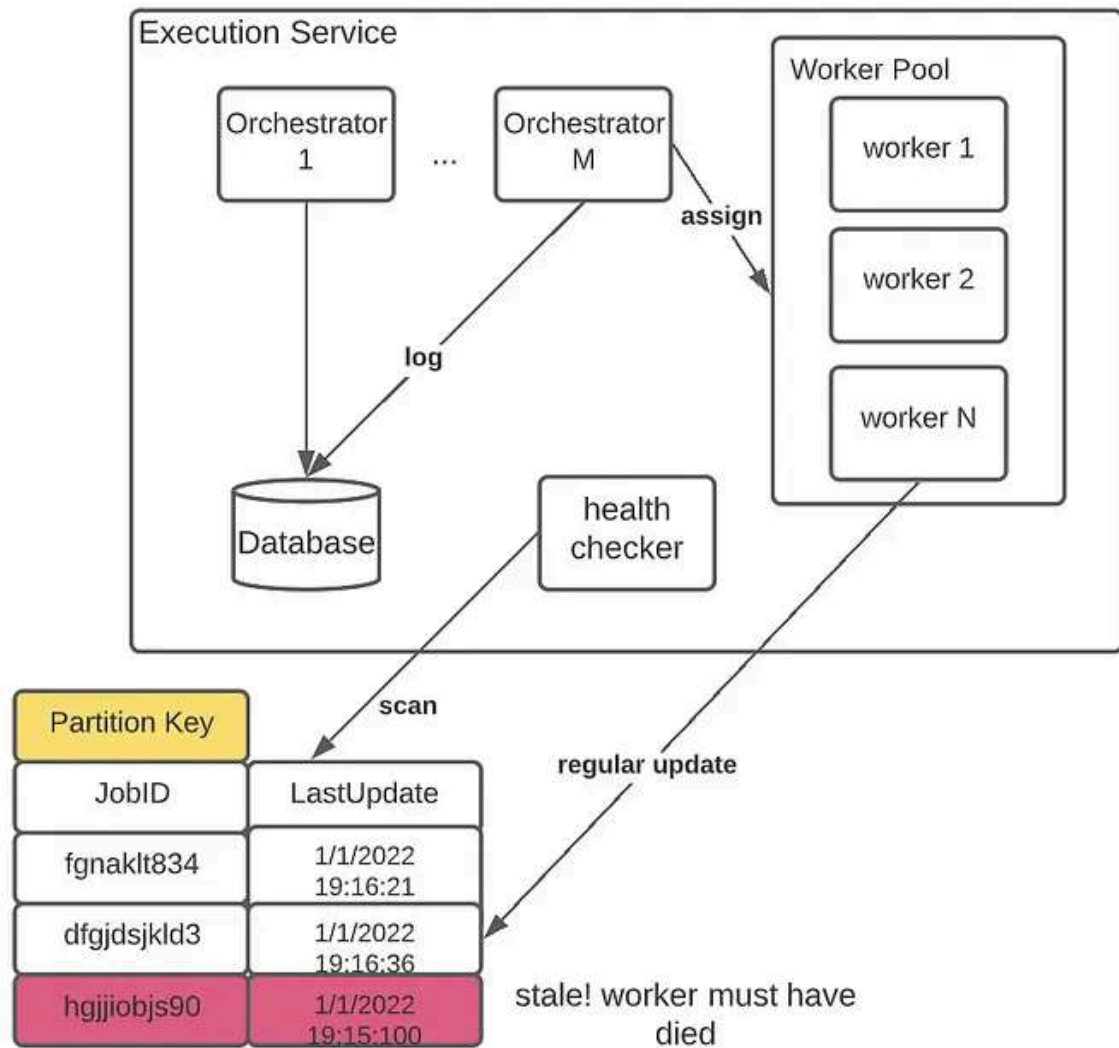 Execution Service
Worker Pool
Orchestrator
1
...
Orchestrator
M
worker 1
assign
worker 2
log
worker N
Database
health
checker
scan
regular update
Partition Key
JobID
LastUpdate
fgnaklt834
1/1/2022
19:16:21
dfgjdsjkld3
1/1/2022
19:16:36
hgjjiobjs90
1/1/2022
19:15:100
stale! worker must have
died